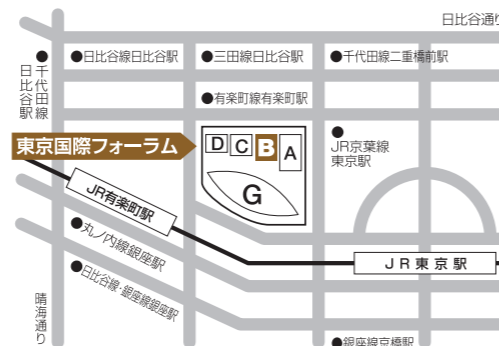 日比谷通り
●千代田線
日比谷駅
●日比谷線日比谷駅
●三田線日比谷駅
●千代田線二重橋前駅
●有楽町線有楽町駅
東京国際フォーラム
D
C
B
A
G
●
JR京葉線
東京駅
JR有楽町駅
●丸ノ内線銀座駅
●日比谷線・銀座線銀座駅
JR東京駅
晴海通り
●銀座線京橋駅